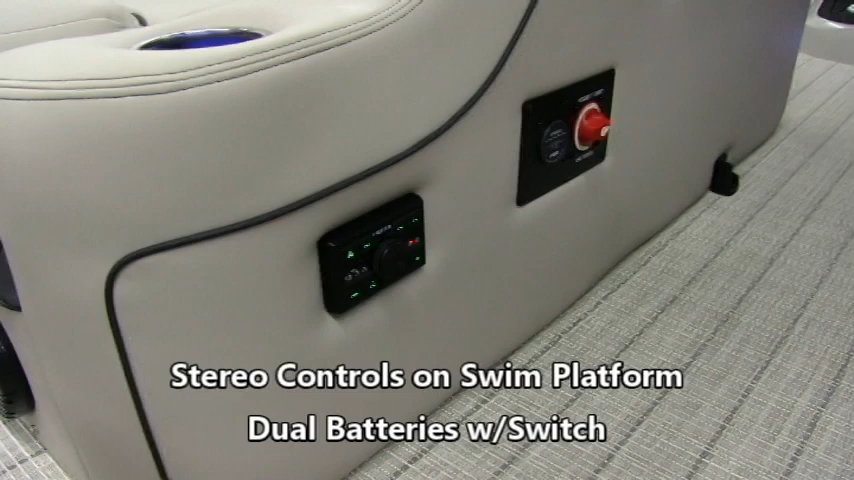 Stereo Controls on Swim Platform
Dual Batteries w/Switch